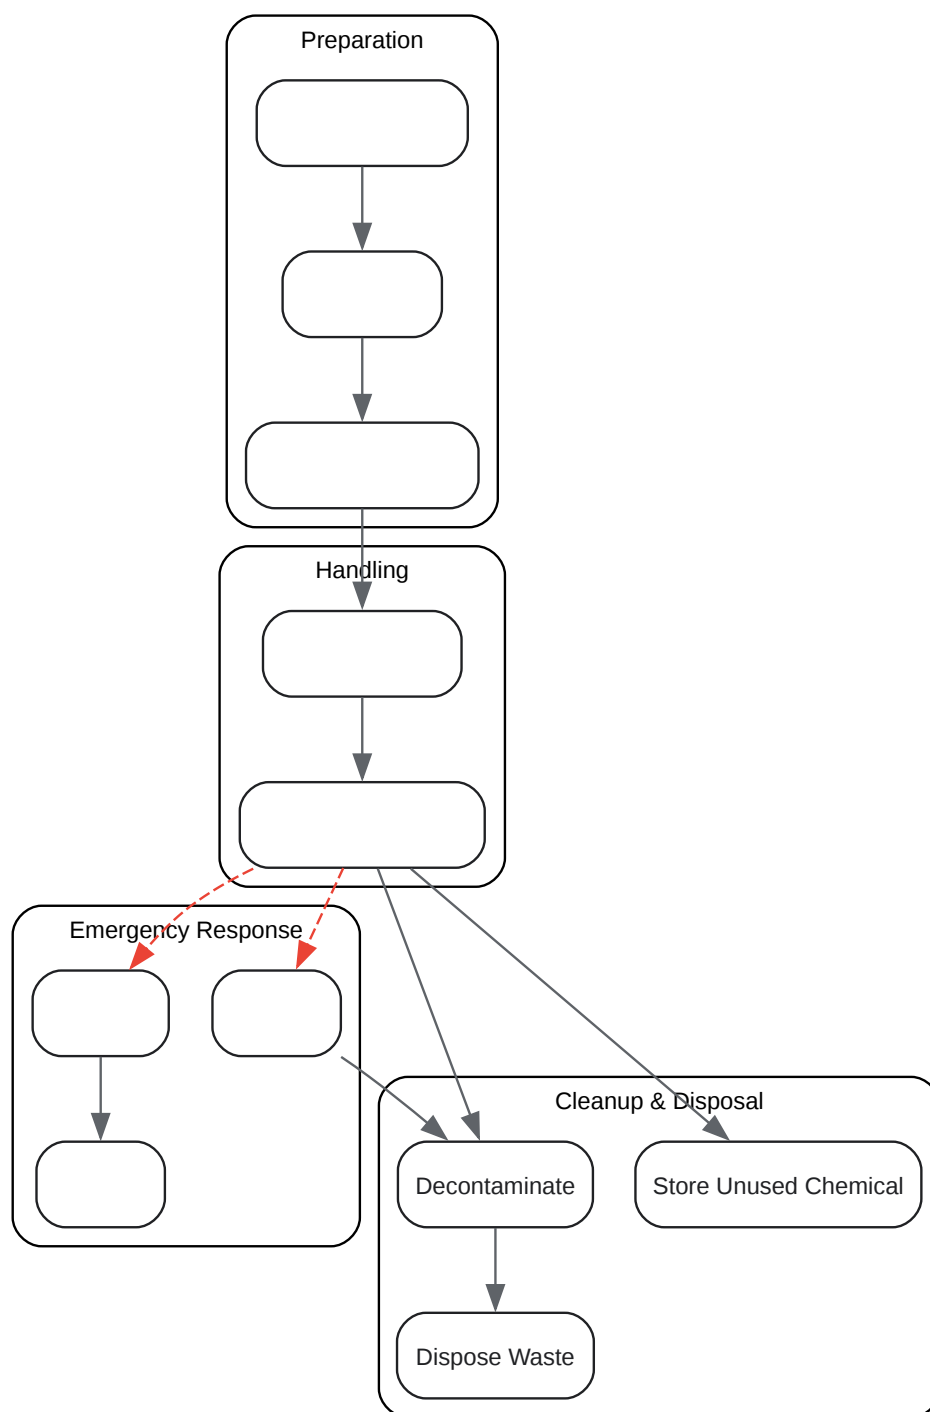 Preparation
Handling
Emergency Response
Cleanup & Disposal
Decontaminate
Store Unused Chemical
Dispose Waste